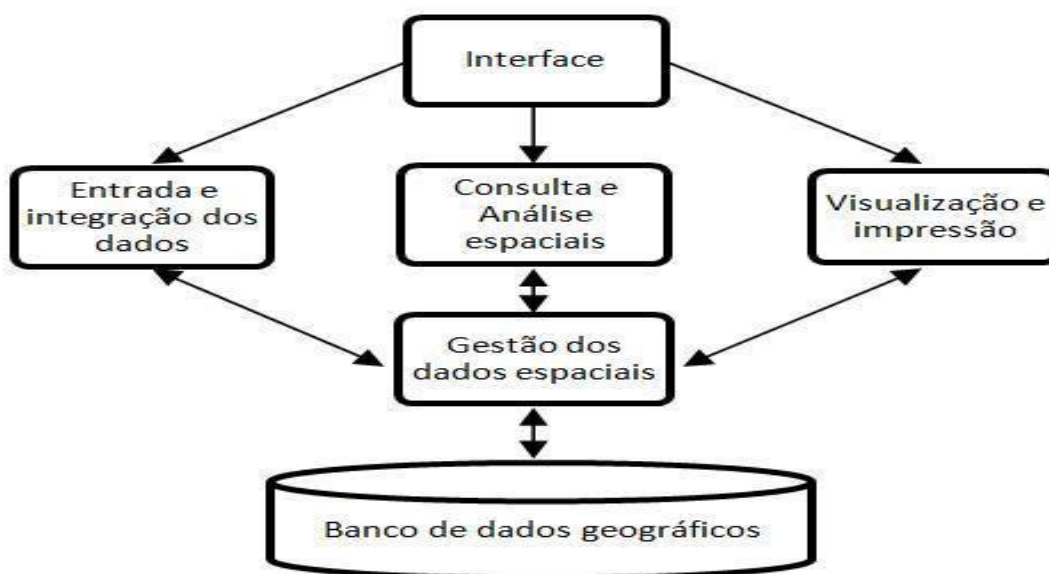 Interface
Entrada e
integração dos
dados
Consulta e
Análise
espaciais
Visualização e
impressão
Gestão dos
dados espaciais
Banco de dados geográficos